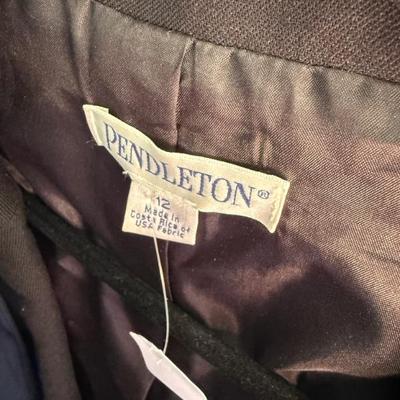 PENDLETON®
12
Made in
Costa Rica of
USA Fabric